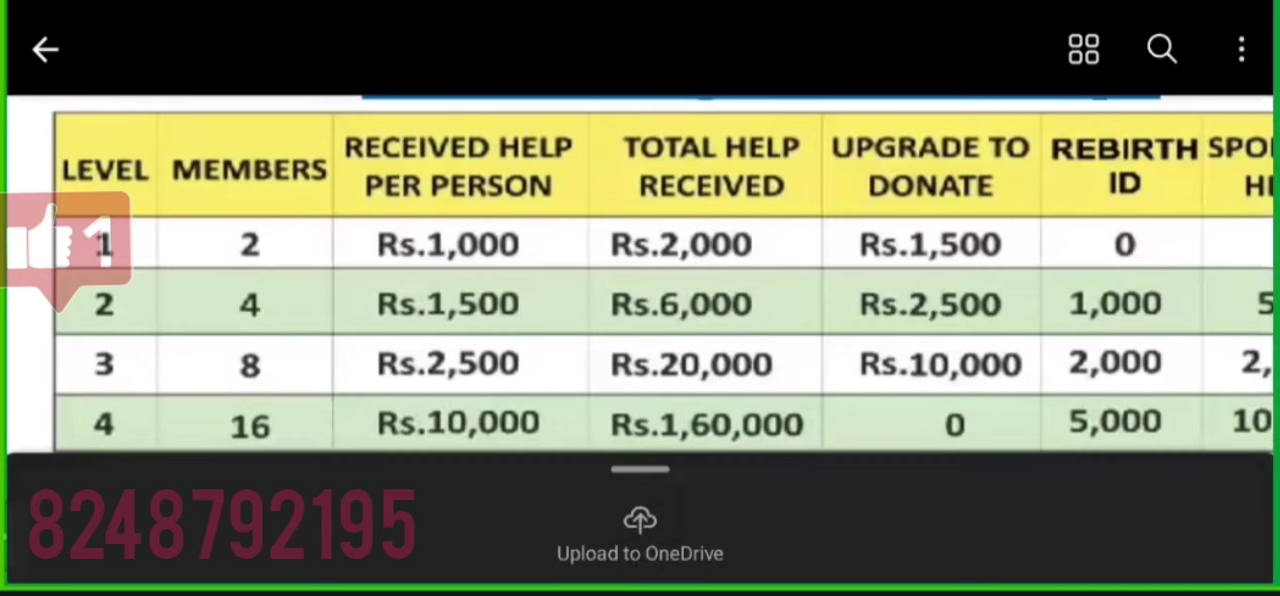 LEVEL MEMBERS RECEIVED HELP PER PERSON TOTAL HELP RECEIVED UPGRADE TO DONATE REBIRTH ID
1 2 Rs.1,000 Rs.2,000 Rs.1,500 0
1
2 4 Rs.1,500 Rs.6,000 Rs.2,500 1,000
3 8 Rs.2,500 Rs.20,000 Rs.10,000 2,000
4 16 Rs.10,000 Rs.1,60,000 0 5,000
8248792195
Upload to OneDrive